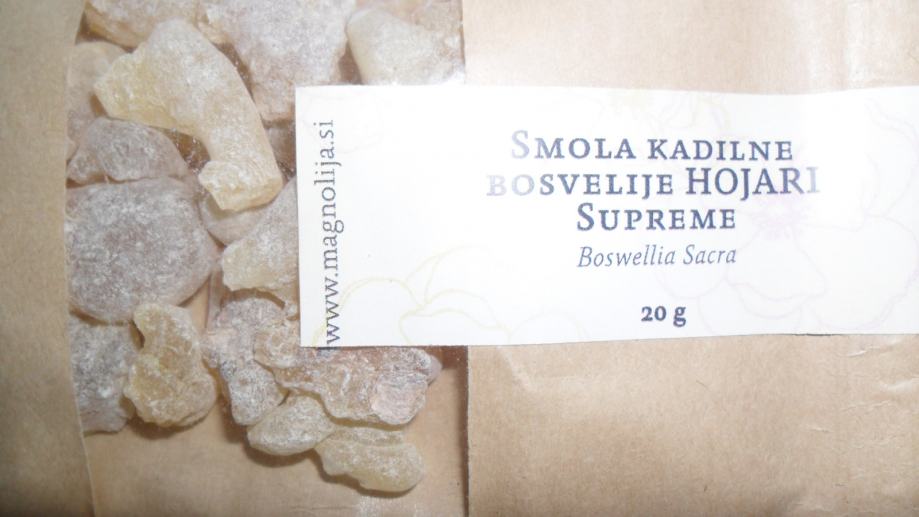 Smola kadilne
bosvelije HOJARI
Supreme
Boswellia Sacra
20 g
www.magnolija.si